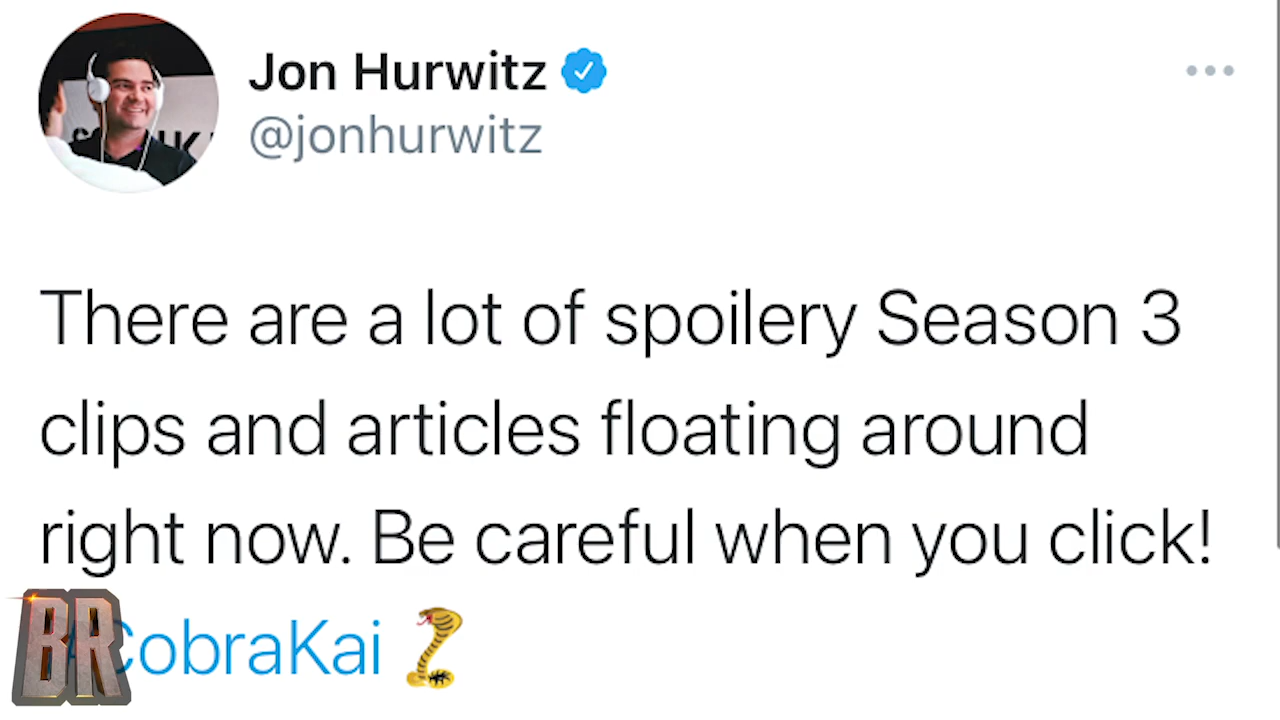 Jon Hurwitz
@jonhurwitz
There are a lot of spoilery Season 3
clips and articles floating around
right now. Be careful when you click!
CobraKai
BR